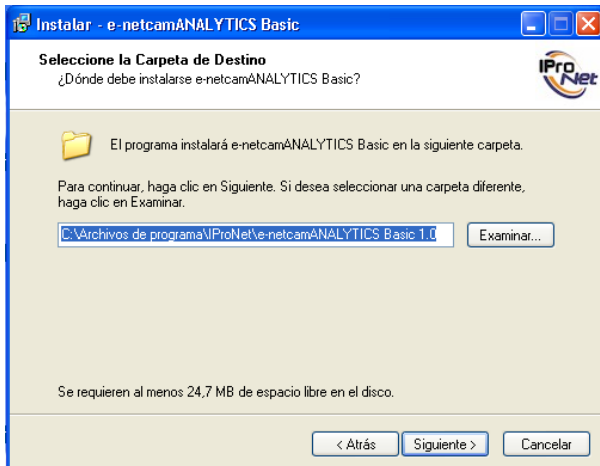 Instalar - e-netcamANALYTICS Basic
Seleccione la Carpeta de Destino
¿Dónde debe instalarse e-netcamANALYTICS Basic?
IPro
Net
El programa instalará e-netcamANALYTICS Basic en la siguiente carpeta.
Para continuar, haga clic en Siguiente. Si desea seleccionar una carpeta diferente,
haga clic en Examinar.
C:\Archivos de programa\IProNet\e-netcamANALYTICS Basic 1.0
Examinar...
Se requieren al menos 24,7 MB de espacio libre en el disco.
< Atrás
Siguiente >
Cancelar